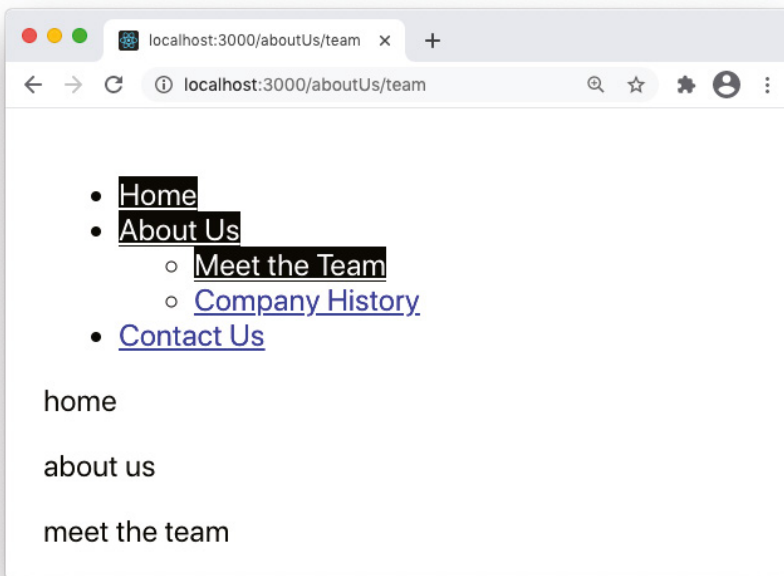 localhost:3000/aboutUs/team
localhost:3000/aboutUs/team
Home
About Us
Meet the Team
Company History
Contact Us
home
about us
meet the team